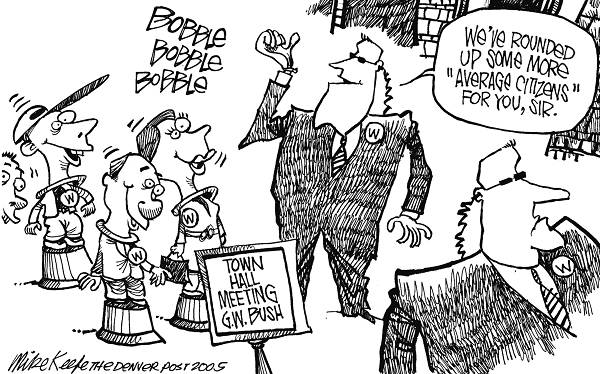 BOBBLE
BOBBLE
BOBBLE
WE'VE ROUNDED
UP SOME MORE
"AVERAGE CITIZENS"
FOR YOU, SIR.
W
W
W
W
W
TOWN
HALL
MEETING
G.W. BUSH
MIKE KEEFE THE DENVER POST 2005